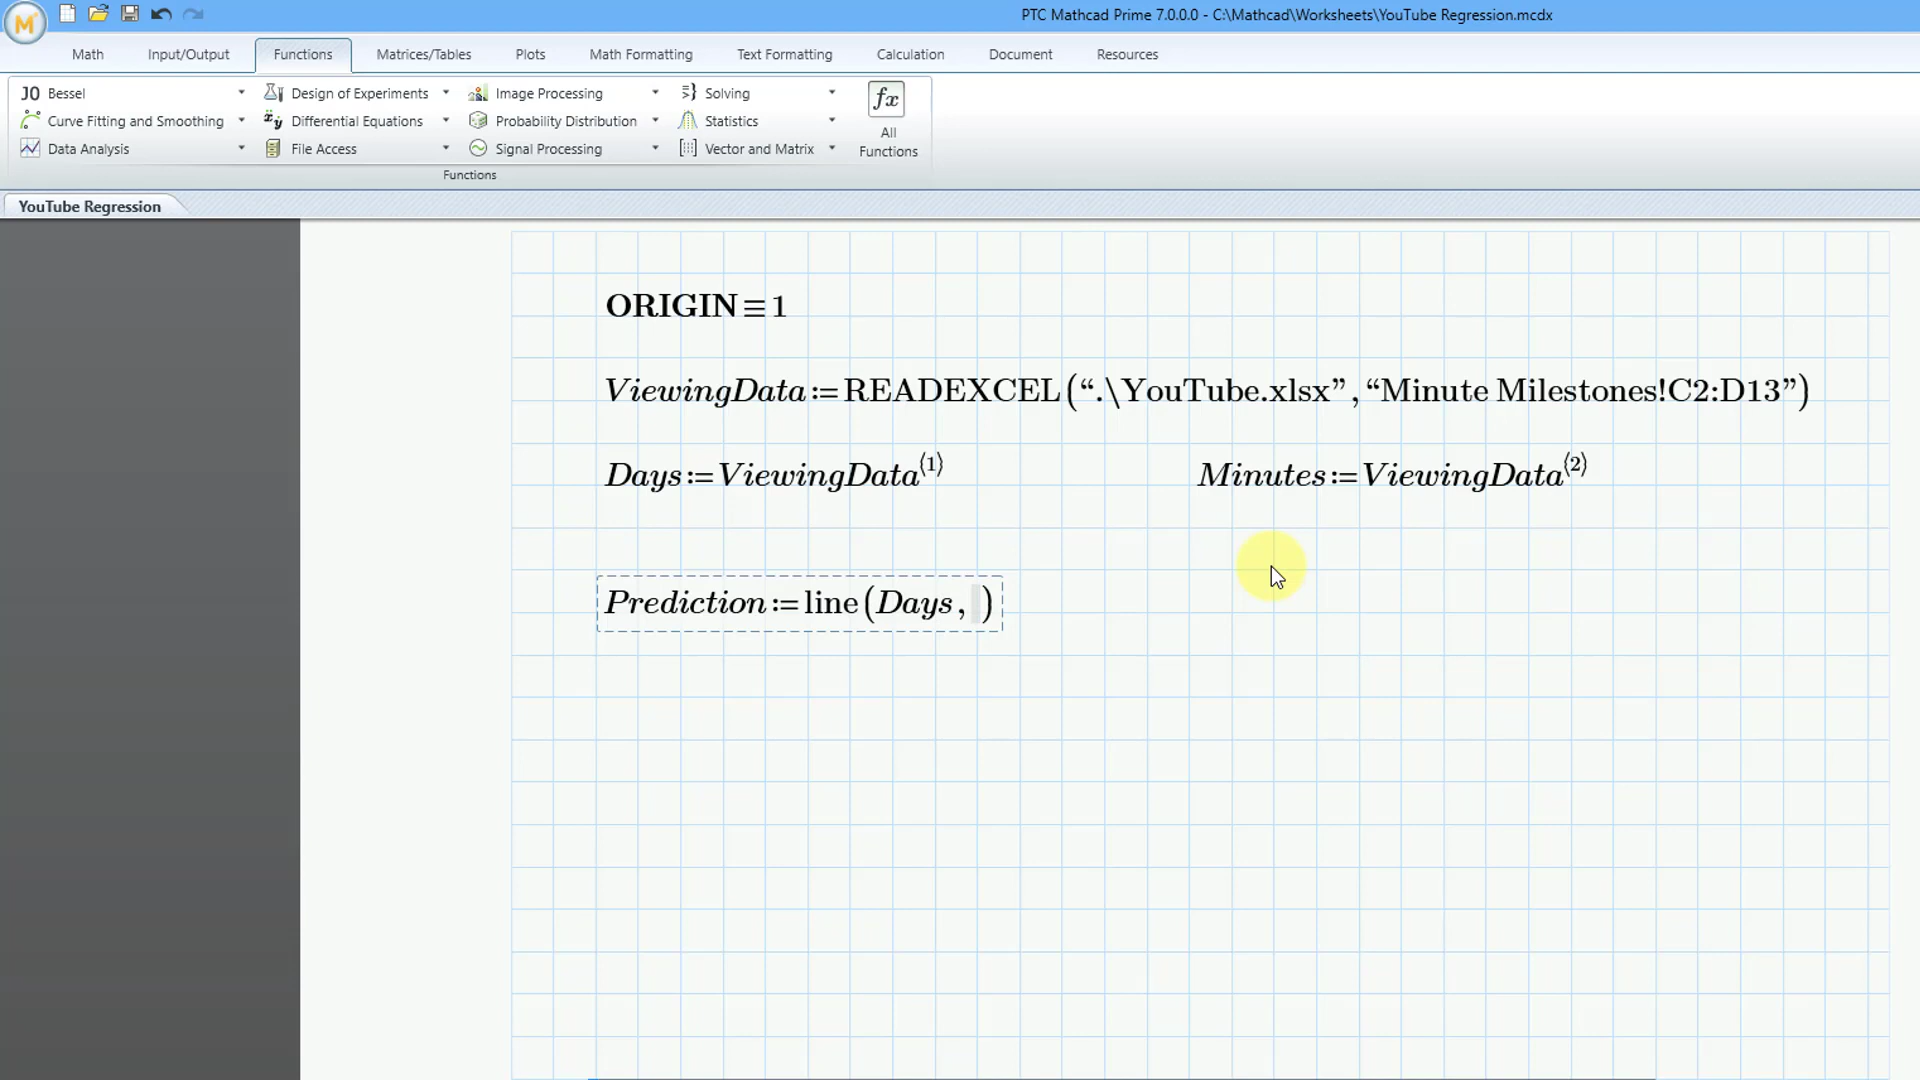 PTC Mathcad Prime 7.0.0.0 - C:\Mathcad\Worksheets\YouTube Regression.mcdx
Math Input/Output Functions Matrices/Tables Plots Math Formatting Text Formatting Calculation Document Resources
J0 Bessel Design of Experiments Image Processing Solving
Curve Fitting and Smoothing Differential Equations Probability Distribution Statistics
Data Analysis File Access Signal Processing Vector and Matrix
fx All Functions
Functions
YouTube Regression
ORIGIN≡1
ViewingData:=READEXCEL(“.\YouTube.xlsx”,“Minute Milestones!C2:D13”)
Days:=ViewingData⟨1⟩ Minutes:=ViewingData⟨2⟩
Prediction:=line(Days, )